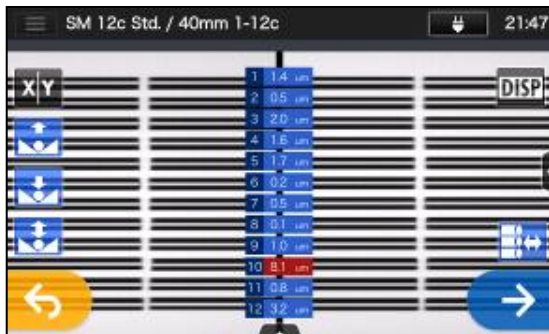 SM 12c Std. / 40mm 1-12c
21:47
X Y
DISP
1 1.4 um
2 0.5 um
3 2.0 um
4 1.6 um
5 1.7 um
6 0.2 um
7 0.5 um
8 0.1 um
9 1.0 um
10 8.1 um
11 0.8 um
12 3.2 um